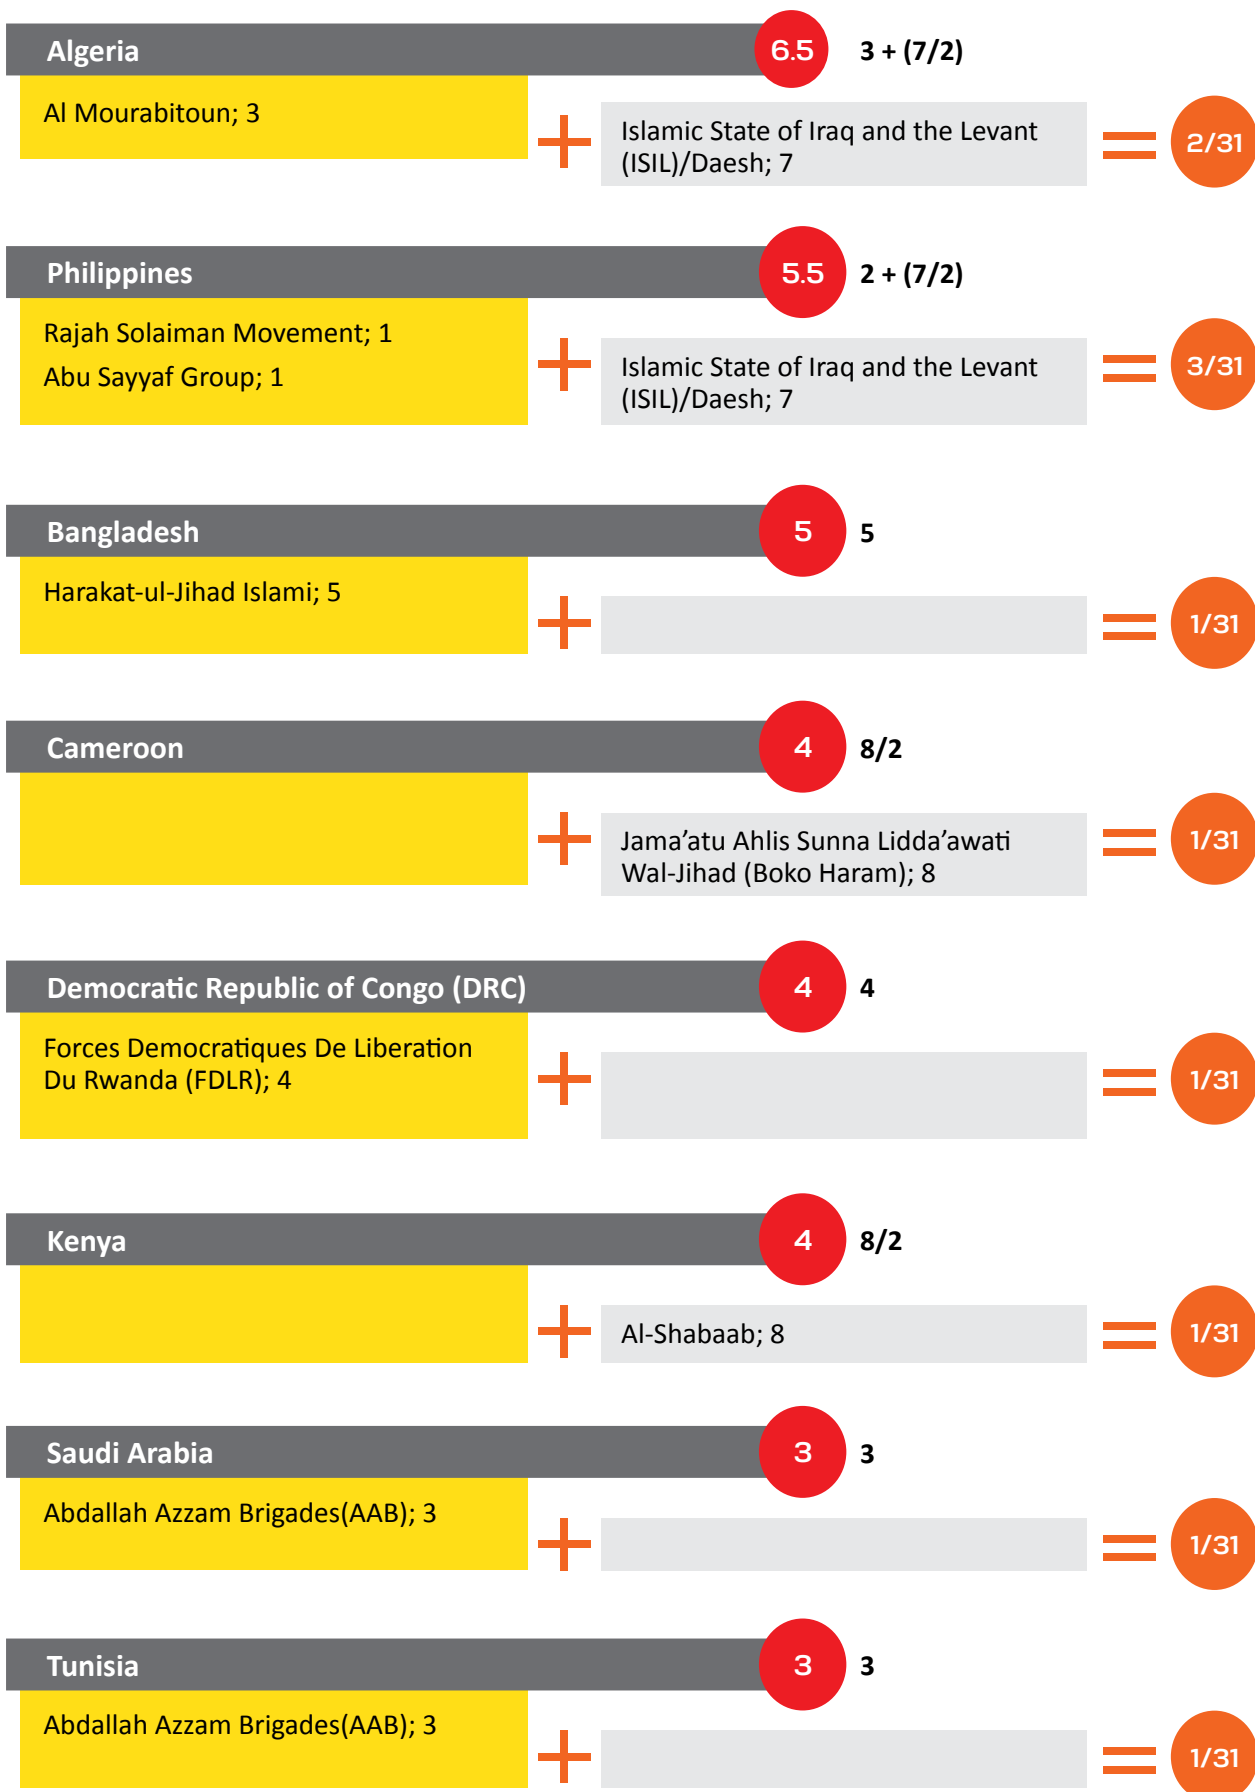 Algeria
6.5
3 + (7/2)
Al Mourabitoun; 3
Islamic State of Iraq and the Levant
(ISIL)/Daesh; 7
2/31
Philippines
5.5
2 + (7/2)
Rajah Solaiman Movement; 1
Abu Sayyaf Group; 1
Islamic State of Iraq and the Levant
(ISIL)/Daesh; 7
3/31
Bangladesh
5
5
Harakat-ul-Jihad Islami; 5
1/31
Cameroon
4
8/2
Jama’atu Ahlis Sunna Lidda’awati
Wal-Jihad (Boko Haram); 8
1/31
Democratic Republic of Congo (DRC)
4
4
Forces Democratiques De Liberation
Du Rwanda (FDLR); 4
1/31
Kenya
4
8/2
Al-Shabaab; 8
1/31
Saudi Arabia
3
3
Abdallah Azzam Brigades(AAB); 3
1/31
Tunisia
3
3
Abdallah Azzam Brigades(AAB); 3
1/31